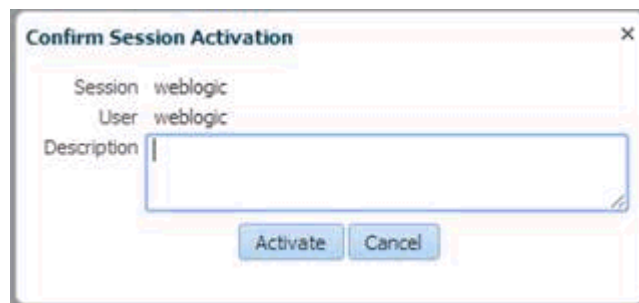 Confirm Session Activation
Session weblogic
User weblogic
Description
Activate Cancel